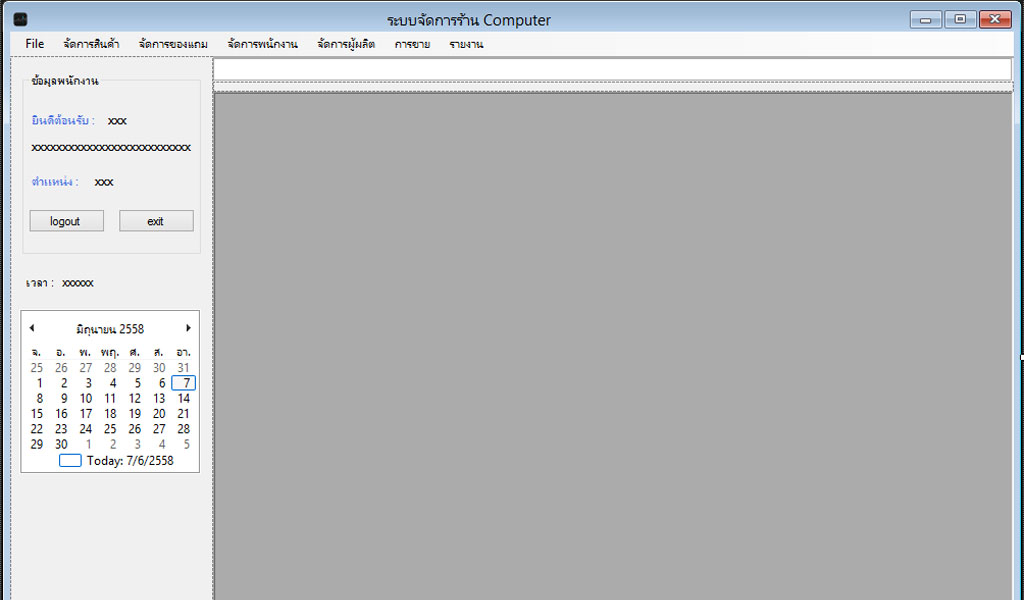 ระบบจัดการร้าน Computer
File จัดการสินค้า จัดการของแถม จัดการพนักงาน จัดการผู้ผลิต การขาย รายงาน
ข้อมูลพนักงาน
ยินดีต้อนรับ : xxx
xxxxxxxxxxxxxxxxxxxxxxxxxxx
ตำแหน่ง : xxx
logout exit
เวลา : xxxxxx
มิถุนายน 2558
จ. อ. พ. พฤ. ศ. ส. อา.
25 26 27 28 29 30 31
1 2 3 4 5 6 7
8 9 10 11 12 13 14
15 16 17 18 19 20 21
22 23 24 25 26 27 28
29 30 1 2 3 4 5
Today: 7/6/2558